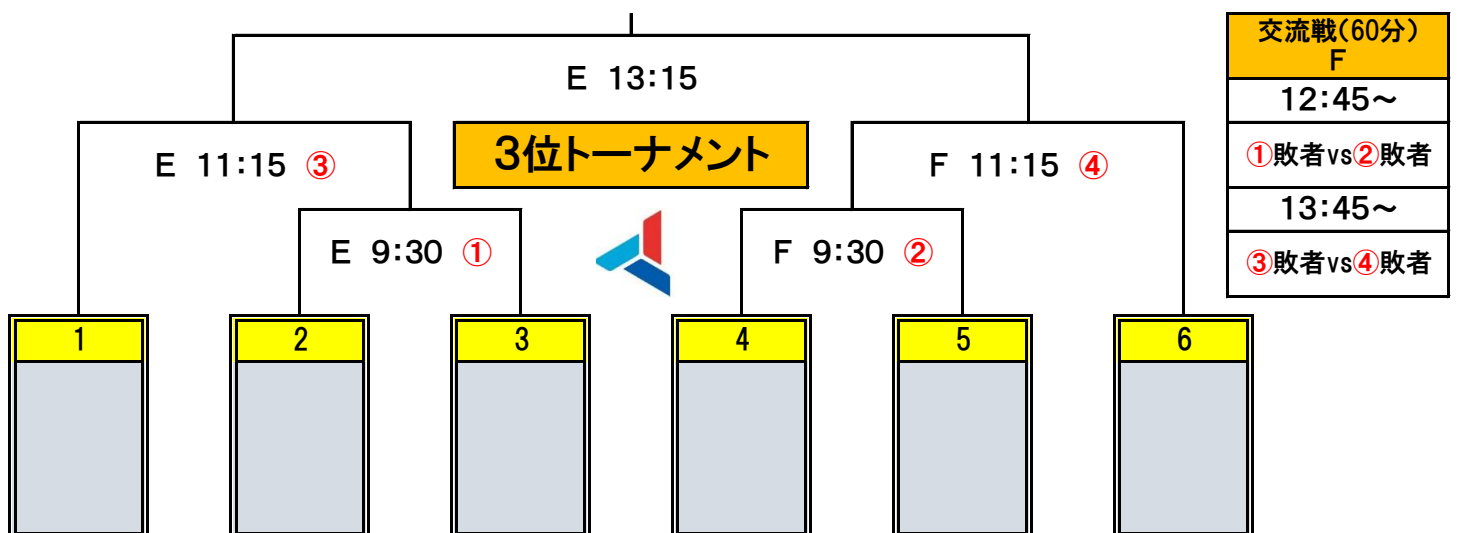 E 13:15
3位トーナメント
E 11:15 ③
F 11:15 ④
E 9:30 ①
F 9:30 ②
1
2
3
4
5
6
交流戦(60分)
F
12:45~
①敗者vs②敗者
13:45~
③敗者vs④敗者